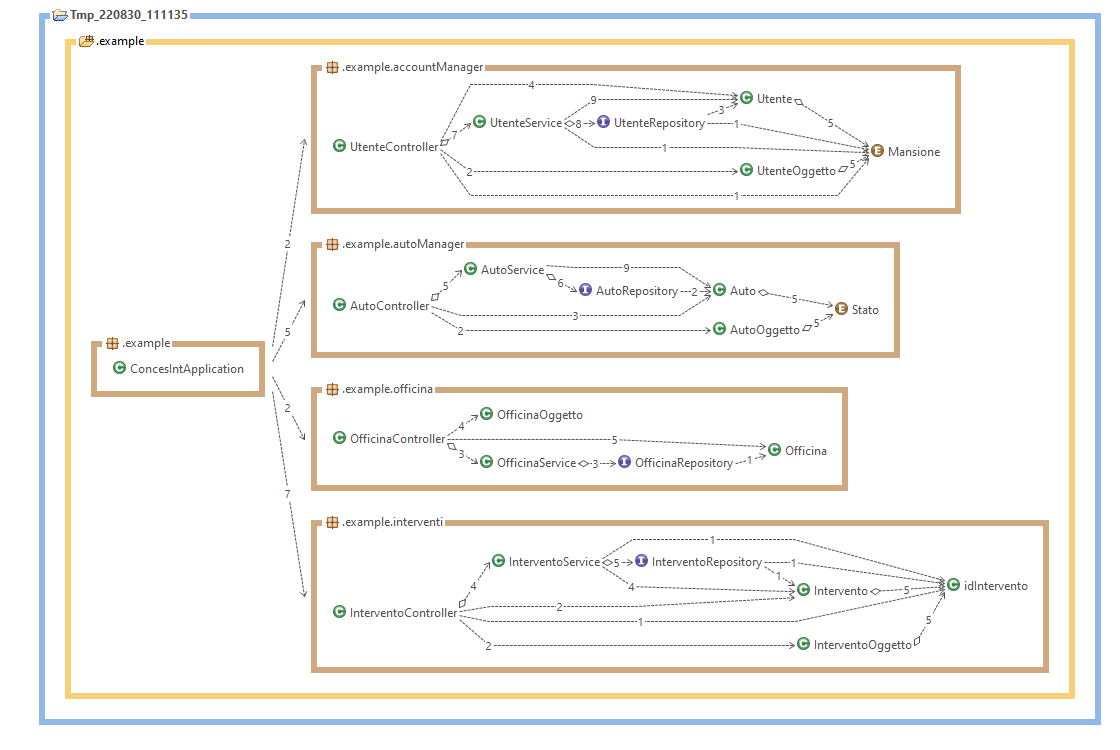 Tmp_220830_111135
.example
.example.accountManager
4
Utente
9
3
UtenteService
8
UtenteRepository
1
5
7
UtenteController
1
Mansione
2
UtenteOggetto
5
1
2
.example.autoManager
AutoService
9
5
6
AutoRepository
2
Auto
5
AutoController
3
Stato
2
AutoOggetto
5
5
.example
ConcesIntApplication
2
.example.officina
OfficinaOggetto
4
OfficinaController
5
Officina
3
OfficinaService
3
OfficinaRepository
1
7
.example.interventi
1
InterventoService
5
InterventoRepository
1
1
4
4
Intervento
5
idIntervento
2
InterventoController
1
5
2
InterventoOggetto